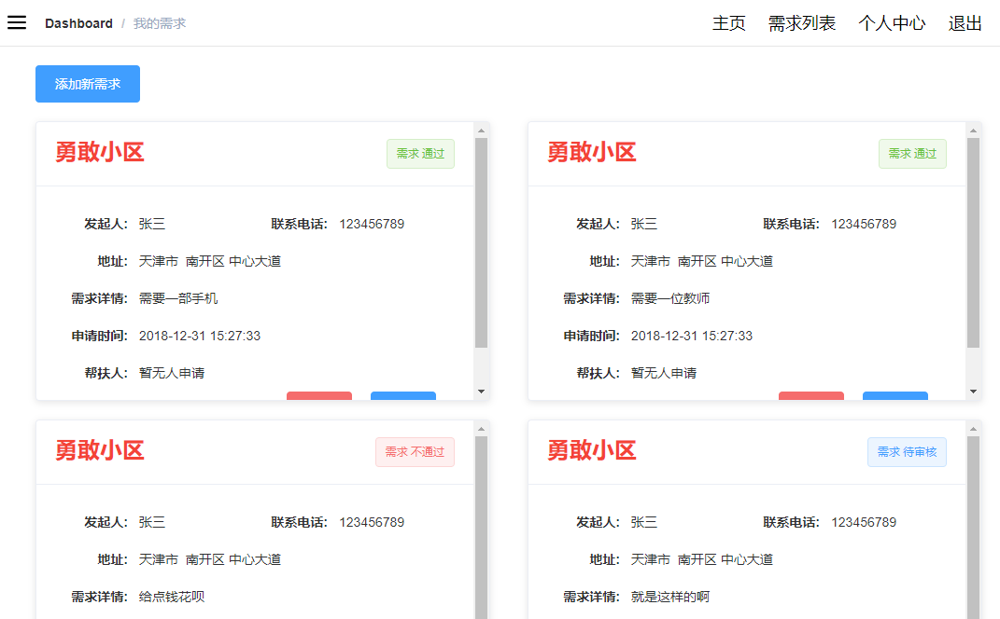 Dashboard / 我的需求
主页 需求列表 个人中心 退出
添加新需求
勇敢小区 需求 通过
发起人： 张三 联系电话： 123456789
地址： 天津市 南开区 中心大道
需求详情： 需要一部手机
申请时间： 2018-12-31 15:27:33
帮扶人： 暂无人申请
勇敢小区 需求 通过
发起人： 张三 联系电话： 123456789
地址： 天津市 南开区 中心大道
需求详情： 需要一位教师
申请时间： 2018-12-31 15:27:33
帮扶人： 暂无人申请
勇敢小区 需求 不通过
发起人： 张三 联系电话： 123456789
地址： 天津市 南开区 中心大道
需求详情： 给点钱花呗
勇敢小区 需求 待审核
发起人： 张三 联系电话： 123456789
地址： 天津市 南开区 中心大道
需求详情： 就是这样的啊